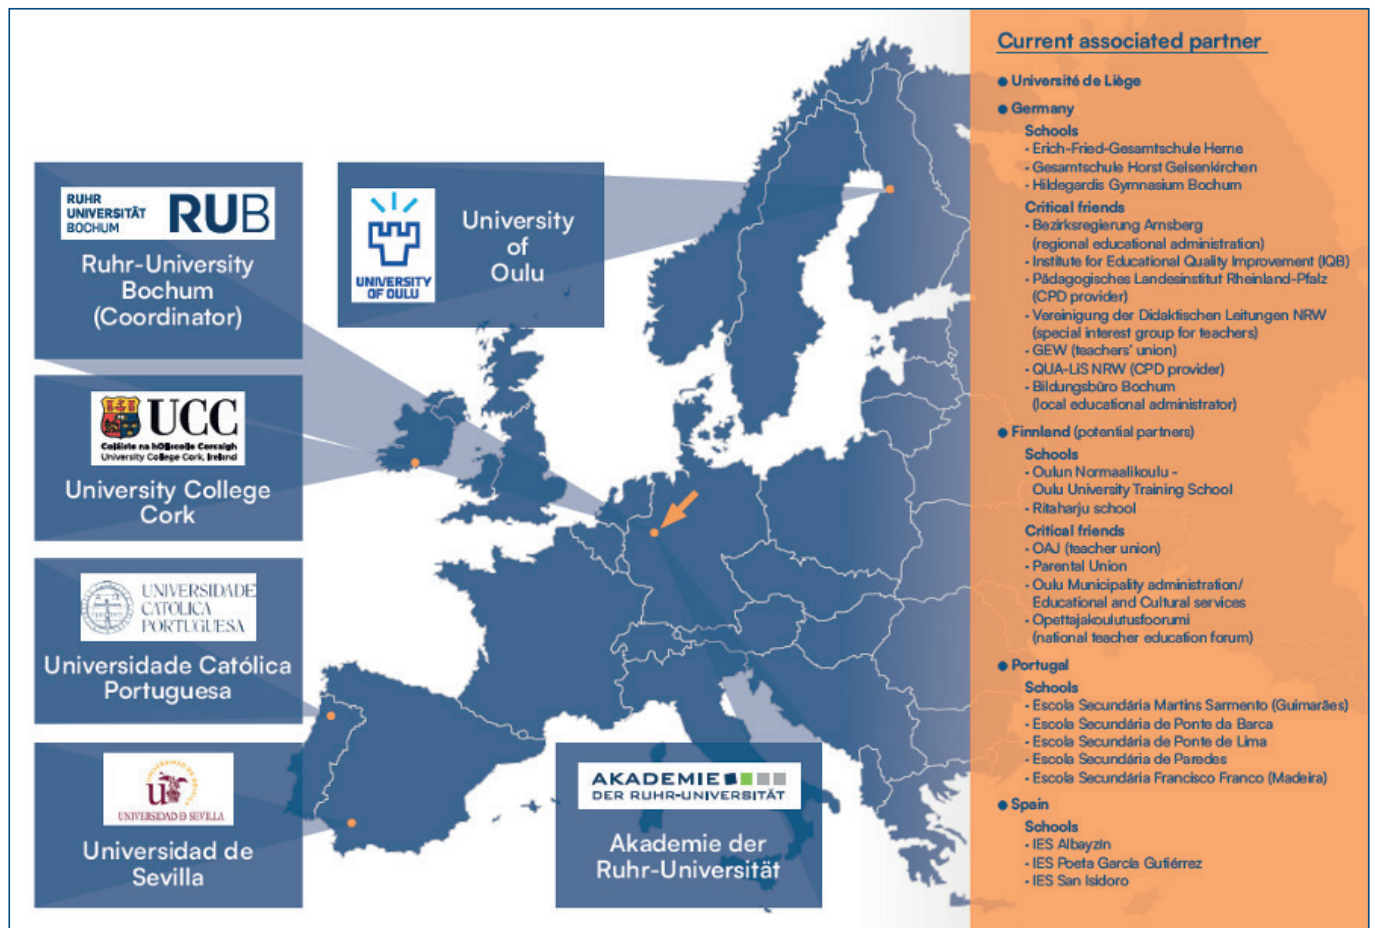 RUHR
UNIVERSITÄT
BOCHUM
RUB
Ruhr-University
Bochum
(Coordinator)
UNIVERSITY
OF OULU
University
of
Oulu
UCC
Coláiste na hOllscoile Corcaigh
University College Cork, Ireland
University College
Cork
UNIVERSIDADE
CATOLICA
PORTUGUESA
Universidade Católica
Portuguesa
UNIVERSIDAD D SEVILLA
Universidad de
Sevilla
AKADEMIE
DER RUHR-UNIVERSITÄT
Akademie der
Ruhr-Universität
Current associated partner
● Université de Liège
● Germany
Schools
- Erich-Fried-Gesamtschule Herne
- Gesamtschule Horst Gelsenkirchen
- Hildegardis Gymnasium Bochum
Critical friends
- Bezirksregierung Arnsberg
(regional educational administration)
- Institute for Educational Quality Improvement (IQB)
- Pädagogisches Landesinstitut Rheinland-Pfalz
(CPD provider)
- Vereinigung der Didaktischen Leitungen NRW
(special interest group for teachers)
- GEW (teachers' union)
- QUA-LiS NRW (CPD provider)
- Bildungsbüro Bochum
(local educational administrator)
● Finnland (potential partners)
Schools
- Oulun Normaalikoulu -
Oulu University Training School
- Ritaharju school
Critical friends
- OAJ (teacher union)
- Parental Union
- Oulu Municipality administration/
Educational and Cultural services
- Opettajakoulutusfoorumi
(national teacher education forum)
● Portugal
Schools
- Escola Secundária Martins Sarmento (Guimarães)
- Escola Secundária de Ponte da Barca
- Escola Secundária de Ponte de Lima
- Escola Secundária de Paredes
- Escola Secundária Francisco Franco (Madeira)
● Spain
Schools
- IES Albayzín
- IES Poeta García Gutiérrez
- IES San Isidoro